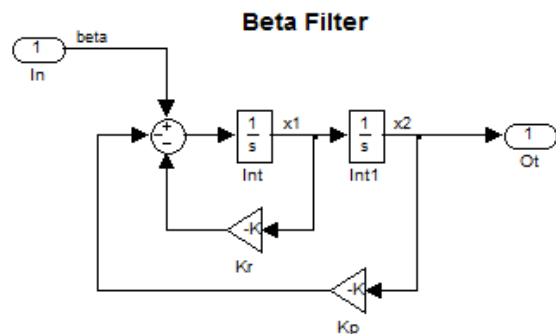 Beta Filter
1
beta
In
+
−
−
1
s
x1
Int
1
s
x2
Int1
1
Ot
-K
Kr
-K
Kp